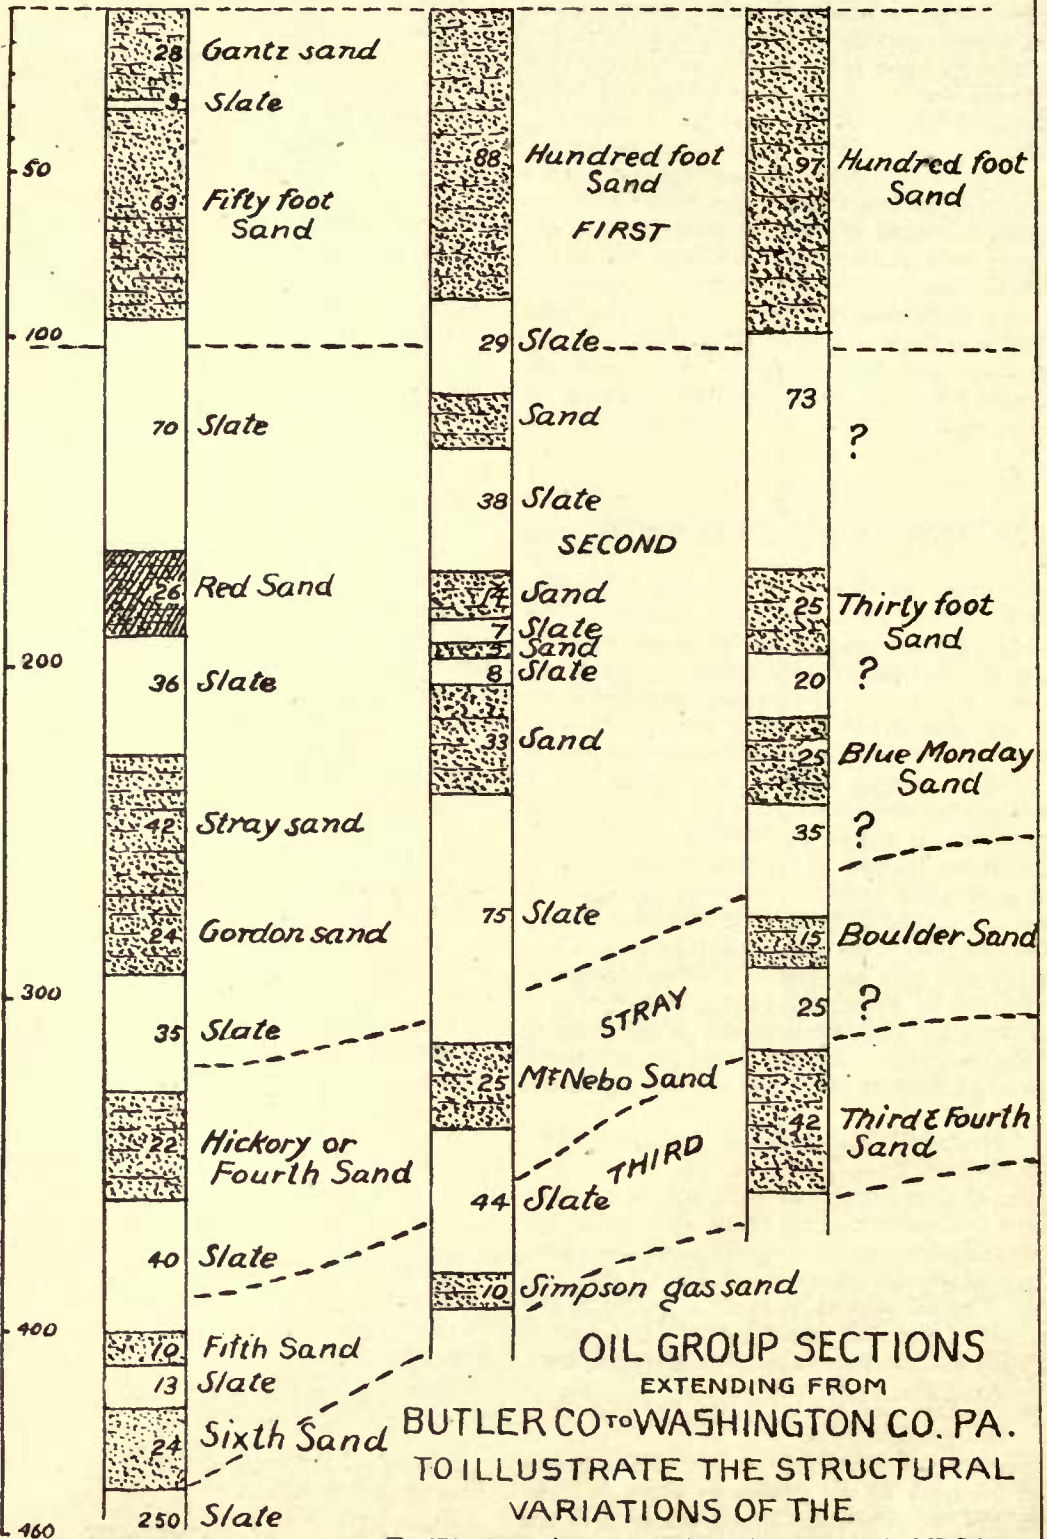 28 Gantz sand
3 Slate
50
63 Fifty foot
Sand
100
70 Slate
26 Red Sand
200
36 Slate
42 Stray sand
24 Gordon sand
300
35 Slate
22 Hickory or
Fourth Sand
40 Slate
400
10 Fifth Sand
13 Slate
24 Sixth Sand
250 Slate
460
88 Hundred foot
Sand
FIRST
29 Slate
Sand
38 Slate
SECOND
14 Sand
7 Slate
5 Sand
8 Slate
33 Sand
75 Slate
STRAY
25 Mt Nebo Sand
THIRD
44 Slate
10 Simpson gas sand
97 Hundred foot
Sand
73
?
25 Thirty foot
Sand
20 ?
25 Blue Monday
Sand
35 ?
15 Boulder Sand
25 ?
42 Third & Fourth
Sand
OIL GROUP SECTIONS
EXTENDING FROM
BUTLER CO TO WASHINGTON CO. PA.
TO ILLUSTRATE THE STRUCTURAL
VARIATIONS OF THE